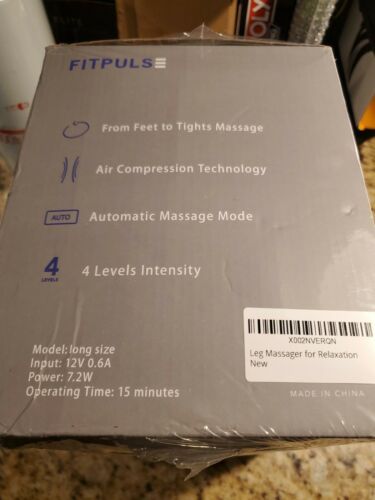 FITPULSE
From Feet to Tights Massage
Air Compression Technology
AUTO
Automatic Massage Mode
4
LEVELS
4 Levels Intensity
Model: long size
Input: 12V 0.6A
Power: 7.2W
Operating Time: 15 minutes
X002NVERQN
Leg Massager for Relaxation
New
MADE IN CHINA